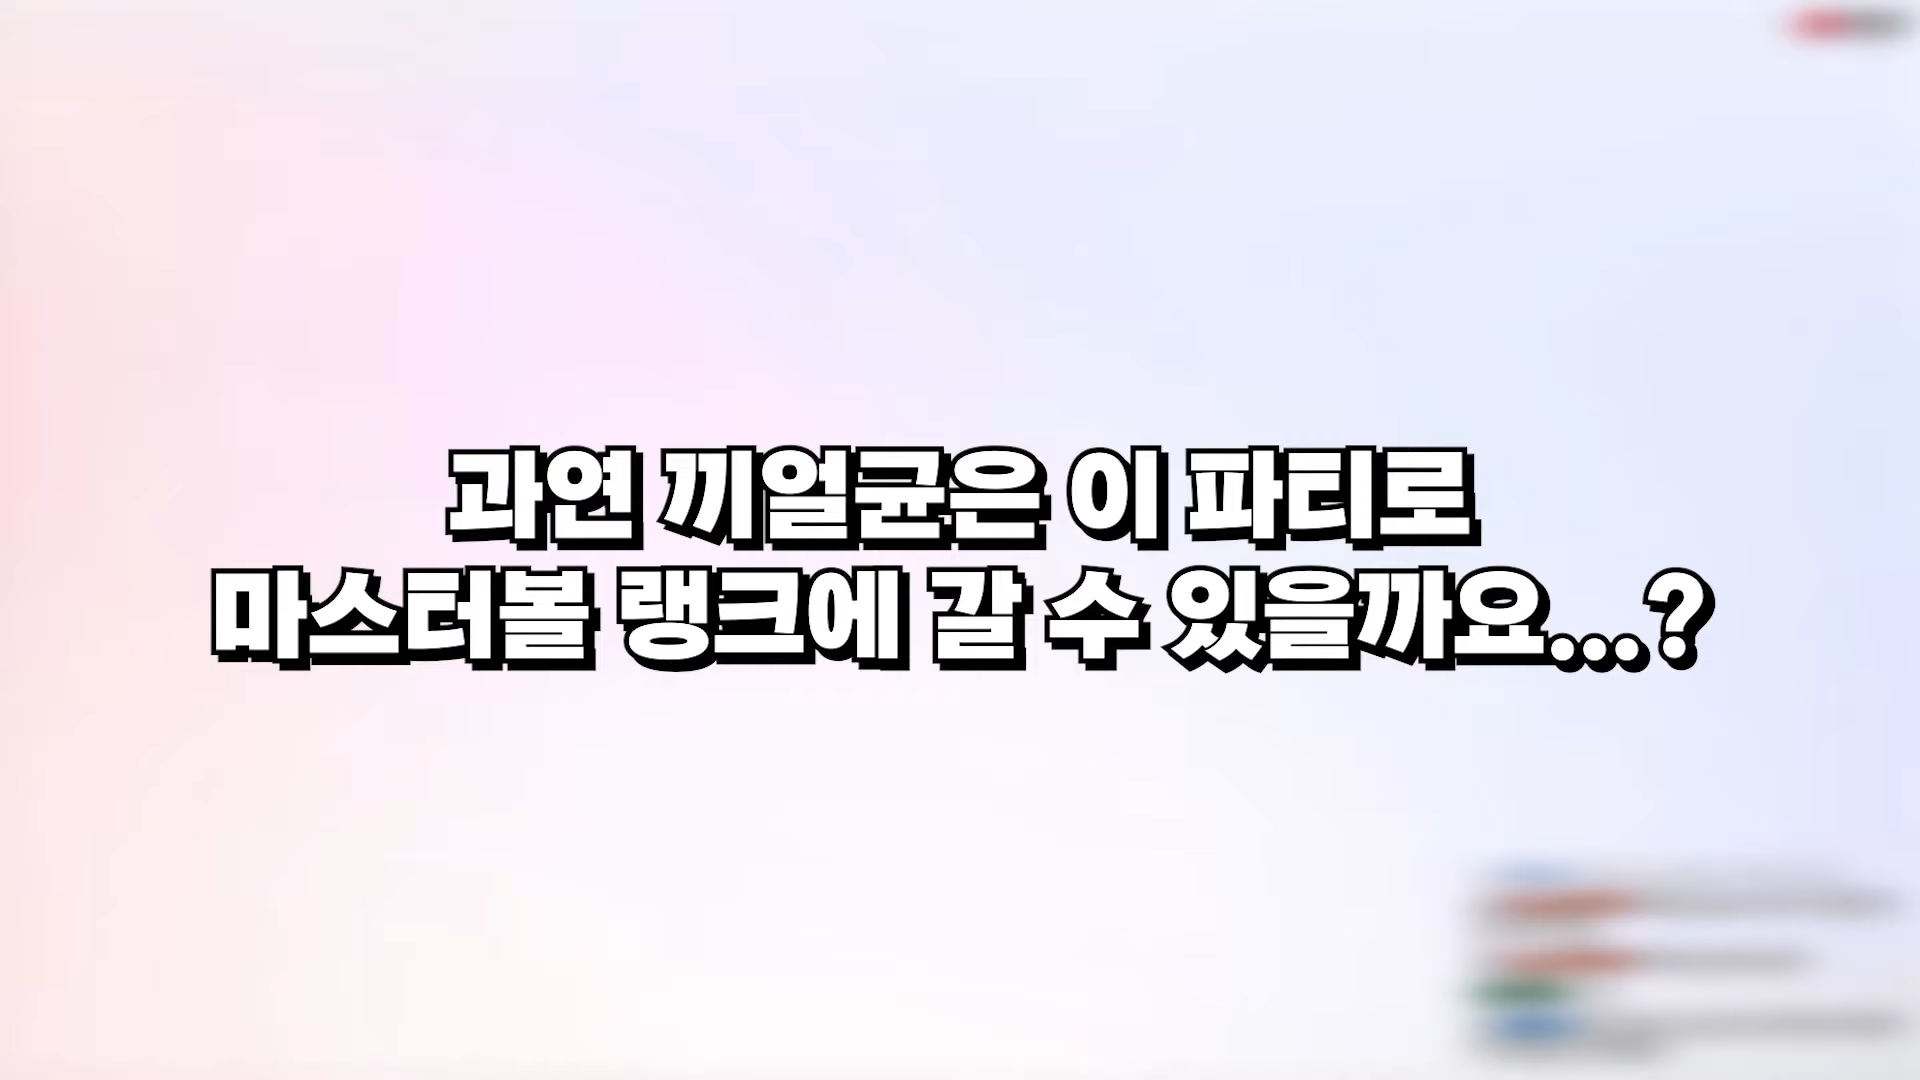 과연 끼얼균은 이 파티로
마스터볼 랭크에 갈 수 있을까요...?